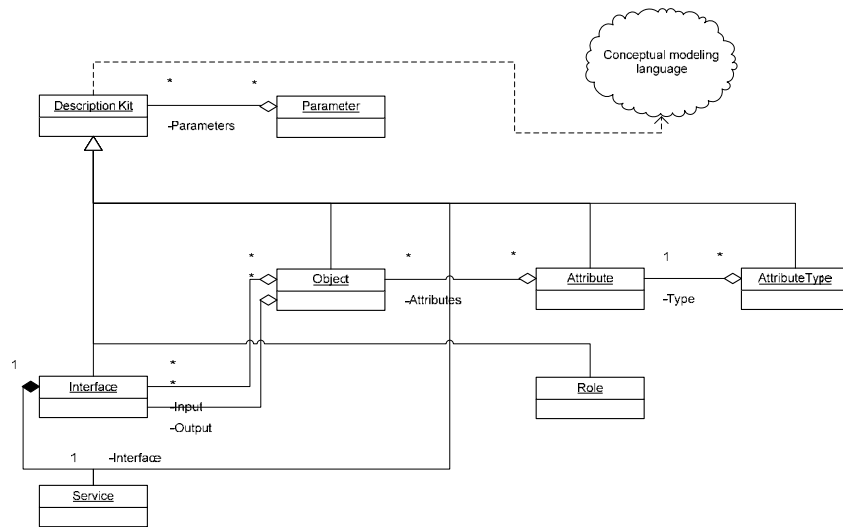 Conceptual modeling
language
*
*
Description Kit
Parameter
-Parameters
*
*
*
1
*
*
Object
Attribute
AttributeType
-Attributes
-Type
1
*
*
Interface
Role
-Input
-Output
1
-Interface
Service